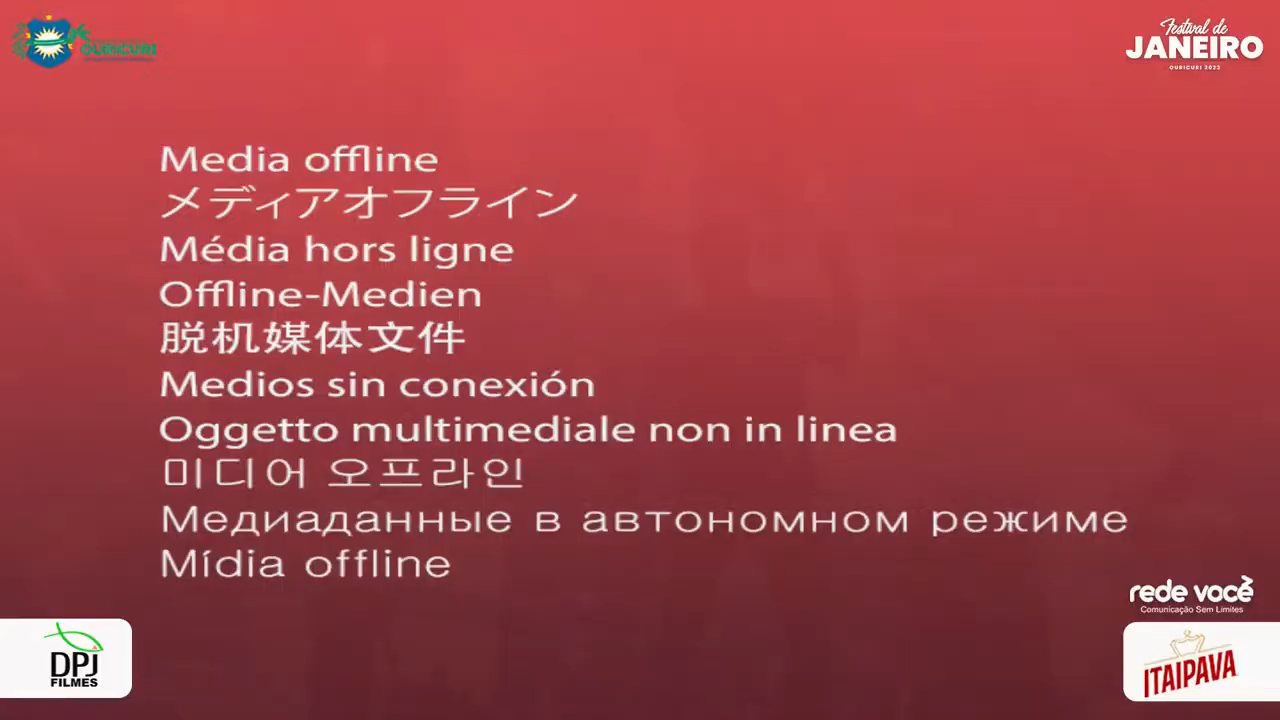 OURICURI
Festival de
JANEIRO
OURICURI 2023
Media offline
メディアオフライン
Média hors ligne
Offline-Medien
脱机媒体文件
Medios sin conexión
Oggetto multimediale non in linea
미디어 오프라인
Медиаданные в автономном режиме
Mídia offline
rede você
Comunicação Sem Limites
DPJ
FILMES
ITAIPAVA